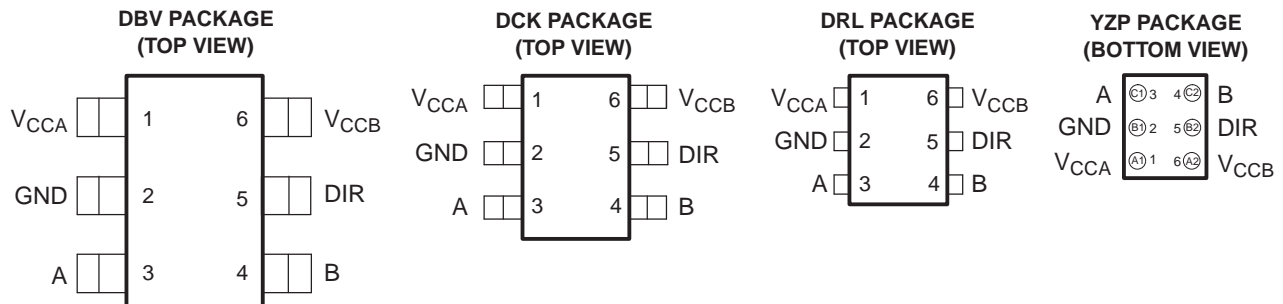 DBV PACKAGE
(TOP VIEW)
VCCA 1 6 VCCB
GND 2 5 DIR
A 3 4 B
DCK PACKAGE
(TOP VIEW)
VCCA 1 6 VCCB
GND 2 5 DIR
A 3 4 B
DRL PACKAGE
(TOP VIEW)
VCCA 1 6 VCCB
GND 2 5 DIR
A 3 4 B
YZP PACKAGE
(BOTTOM VIEW)
A C1 3 4 C2 B
GND B1 2 5 B2 DIR
VCCA A1 1 6 A2 VCCB